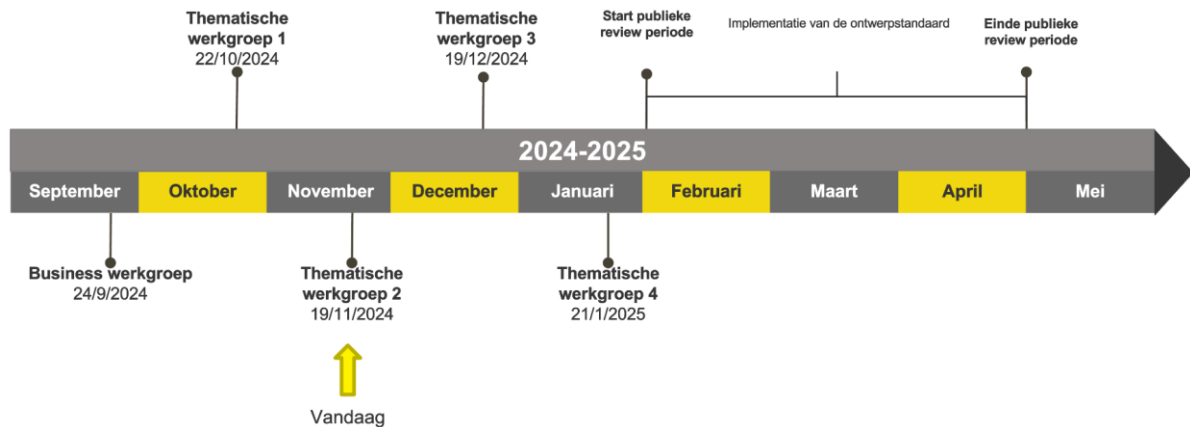 Thematische
werkgroep 1
22/10/2024
Thematische
werkgroep 3
19/12/2024
Start publieke
review periode
Implementatie van de ontwerpstandaard
Einde publieke
review periode
2024-2025
September
Oktober
November
December
Januari
Februari
Maart
April
Mei
Business werkgroep
24/9/2024
Thematische
werkgroep 2
19/11/2024
Thematische
werkgroep 4
21/1/2025
Vandaag